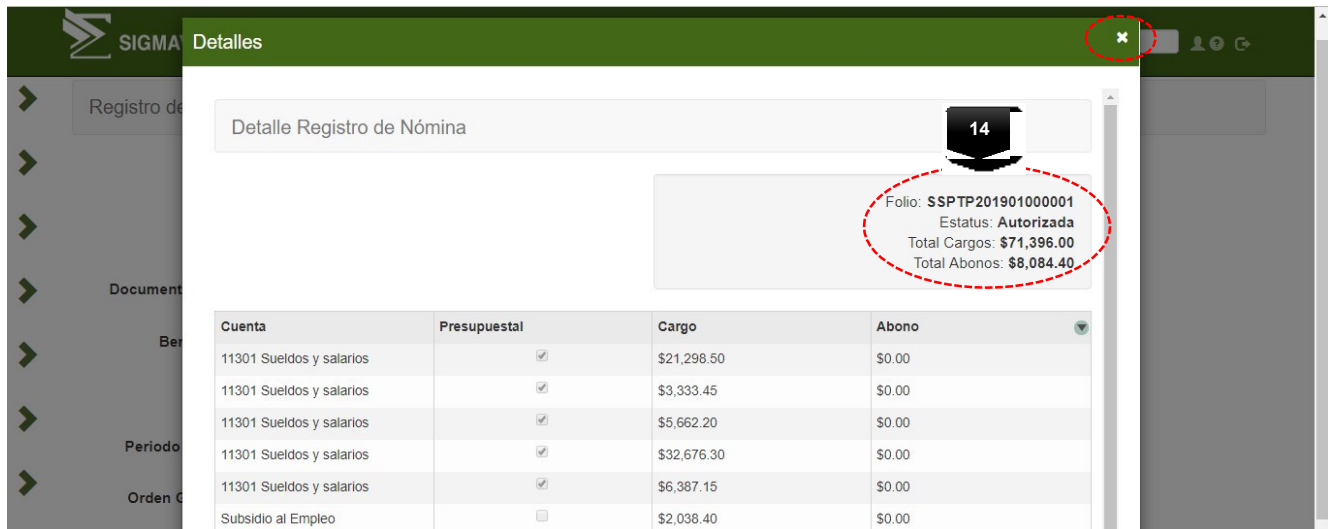 SIGMA
Detalles
Registro de
Detalle Registro de Nómina
14
Folio: SSPTP201901000001
Estatus: Autorizada
Total Cargos: $71,396.00
Total Abonos: $8,084.40
Document
Ber
Periodo
Orden G
Cuenta Presupuestal Cargo Abono
11301 Sueldos y salarios $21,298.50 $0.00
11301 Sueldos y salarios $3,333.45 $0.00
11301 Sueldos y salarios $5,662.20 $0.00
11301 Sueldos y salarios $32,676.30 $0.00
11301 Sueldos y salarios $6,387.15 $0.00
Subsidio al Empleo $2,038.40 $0.00